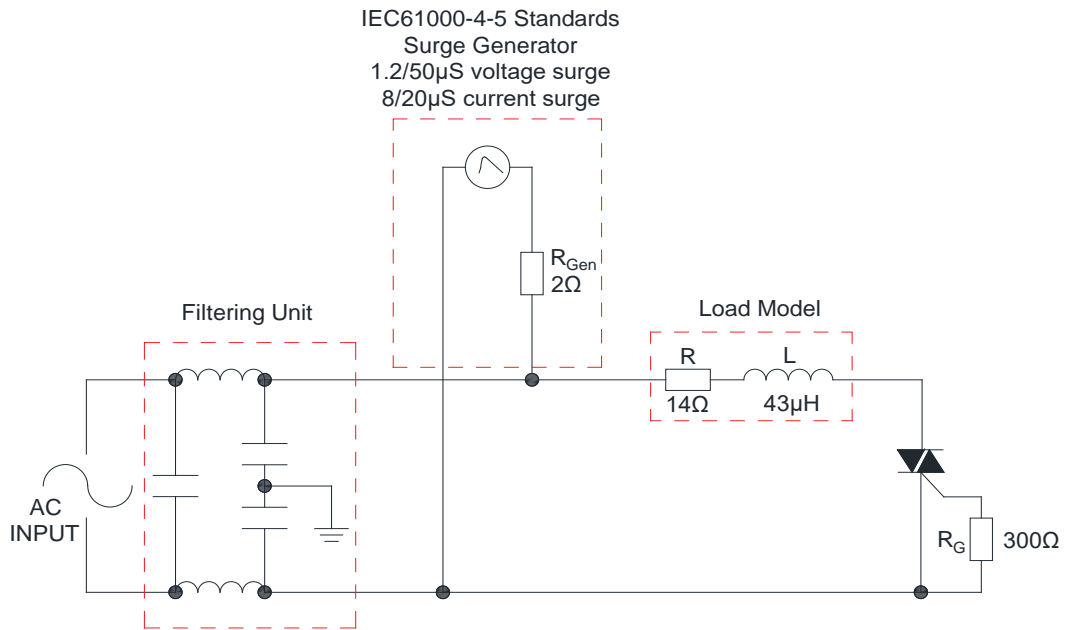 IEC61000-4-5 Standards
Surge Generator
1.2/50μS voltage surge
8/20μS current surge
RGen
2Ω
Filtering Unit
Load Model
R
L
14Ω
43μH
AC
INPUT
RG
300Ω